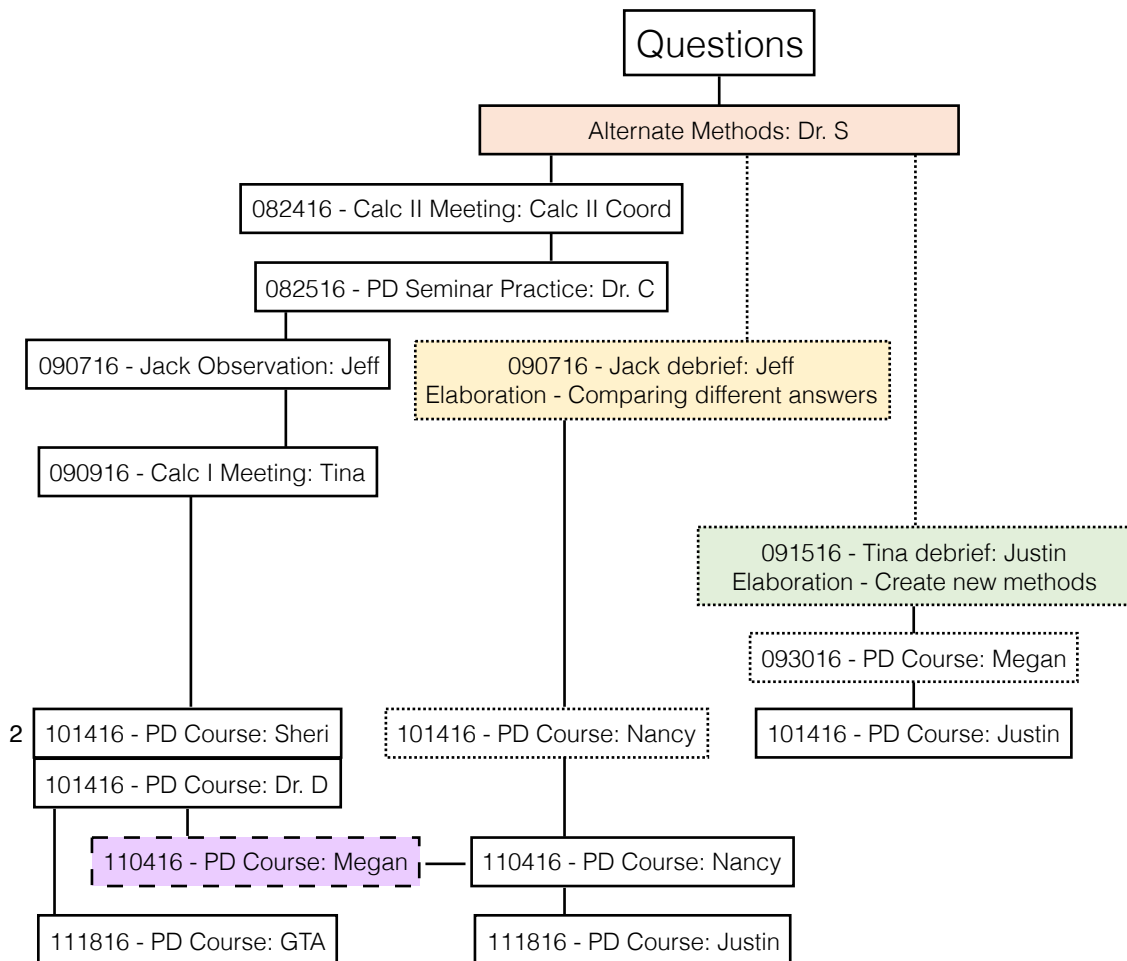 Questions
Alternate Methods: Dr. S
082416 - Calc II Meeting: Calc II Coord
082516 - PD Seminar Practice: Dr. C
090716 - Jack Observation: Jeff
090716 - Jack debrief: Jeff
Elaboration - Comparing different answers
090916 - Calc I Meeting: Tina
091516 - Tina debrief: Justin
Elaboration - Create new methods
093016 - PD Course: Megan
2
101416 - PD Course: Sheri
101416 - PD Course: Nancy
101416 - PD Course: Justin
101416 - PD Course: Dr. D
110416 - PD Course: Megan
110416 - PD Course: Nancy
111816 - PD Course: GTA
111816 - PD Course: Justin